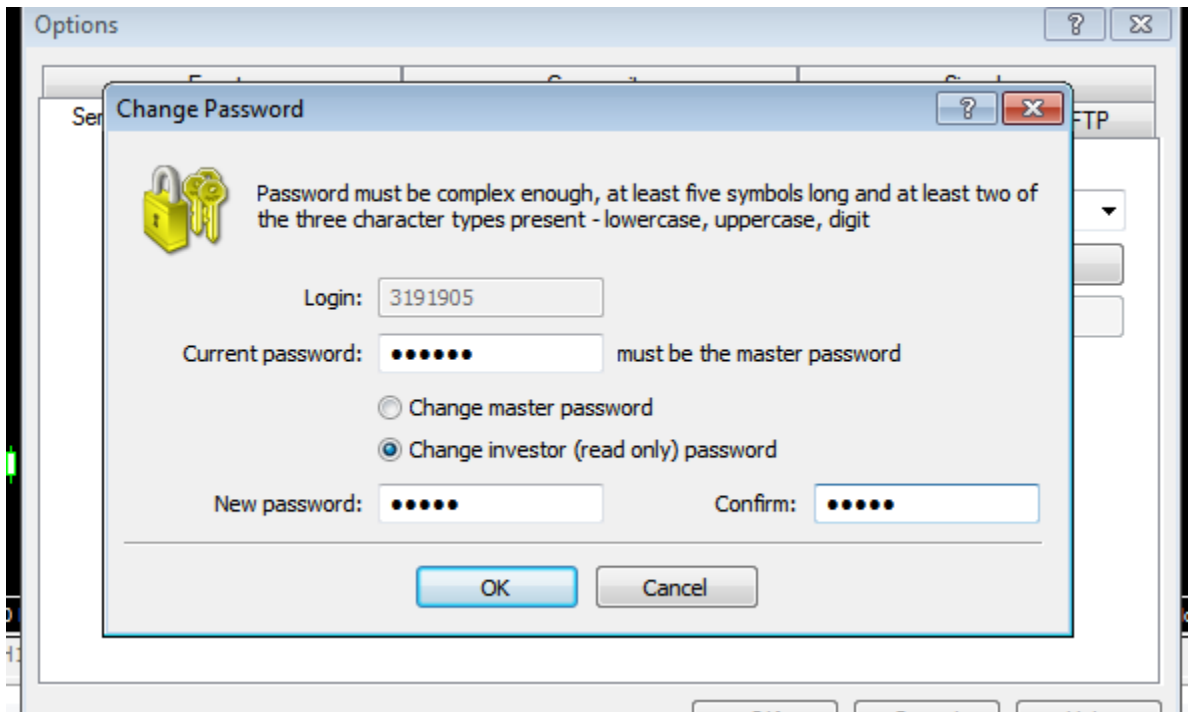 Options
Change Password
FTP
Password must be complex enough, at least five symbols long and at least two of
the three character types present - lowercase, uppercase, digit
Login: 3191905
Current password: •••••• must be the master password
Change master password
Change investor (read only) password
New password: ••••• Confirm: •••••
OK Cancel